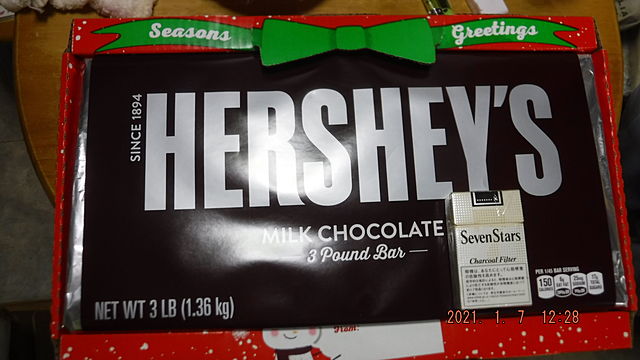 Seasons Greetings
SINCE 1894
HERSHEY'S
MILK CHOCOLATE
3 Pound Bar
NET WT 3 LB (1.36 kg)
SevenStars
Charcoal Filter
PER 1/45 BAR SERVING
150
CALORIES
2021. 1. 7 12:28
from: